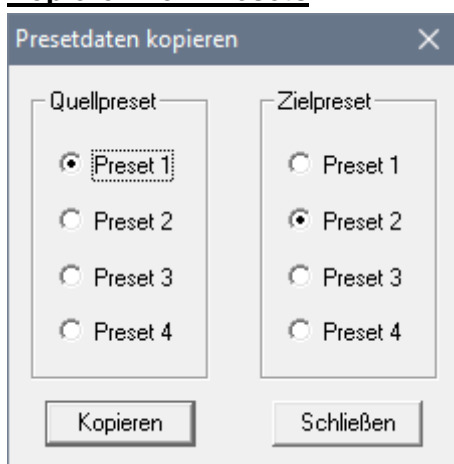 Presetdaten kopieren
Quellpreset
Preset 1
Preset 2
Preset 3
Preset 4
Zielpreset
Preset 1
Preset 2
Preset 3
Preset 4
Kopieren
Schließen